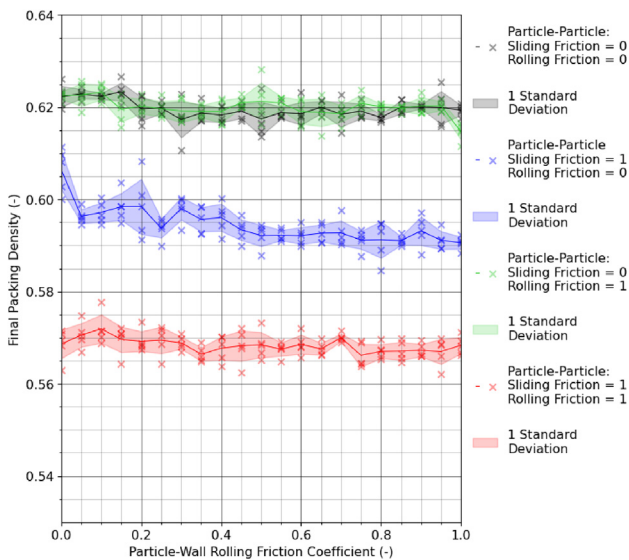 0.64
0.62
0.60
0.58
0.56
0.54
Final Packing Density (-)
0.0
0.2
0.4
0.6
0.8
1.0
Particle-Wall Rolling Friction Coefficient (-)
Particle-Particle:
Sliding Friction = 0
Rolling Friction = 0
1 Standard
Deviation
Particle-Particle
Sliding Friction = 1
Rolling Friction = 0
1 Standard
Deviation
Particle-Particle:
Sliding Friction = 0
Rolling Friction = 1
1 Standard
Deviation
Particle-Particle:
Sliding Friction = 1
Rolling Friction = 1
1 Standard
Deviation